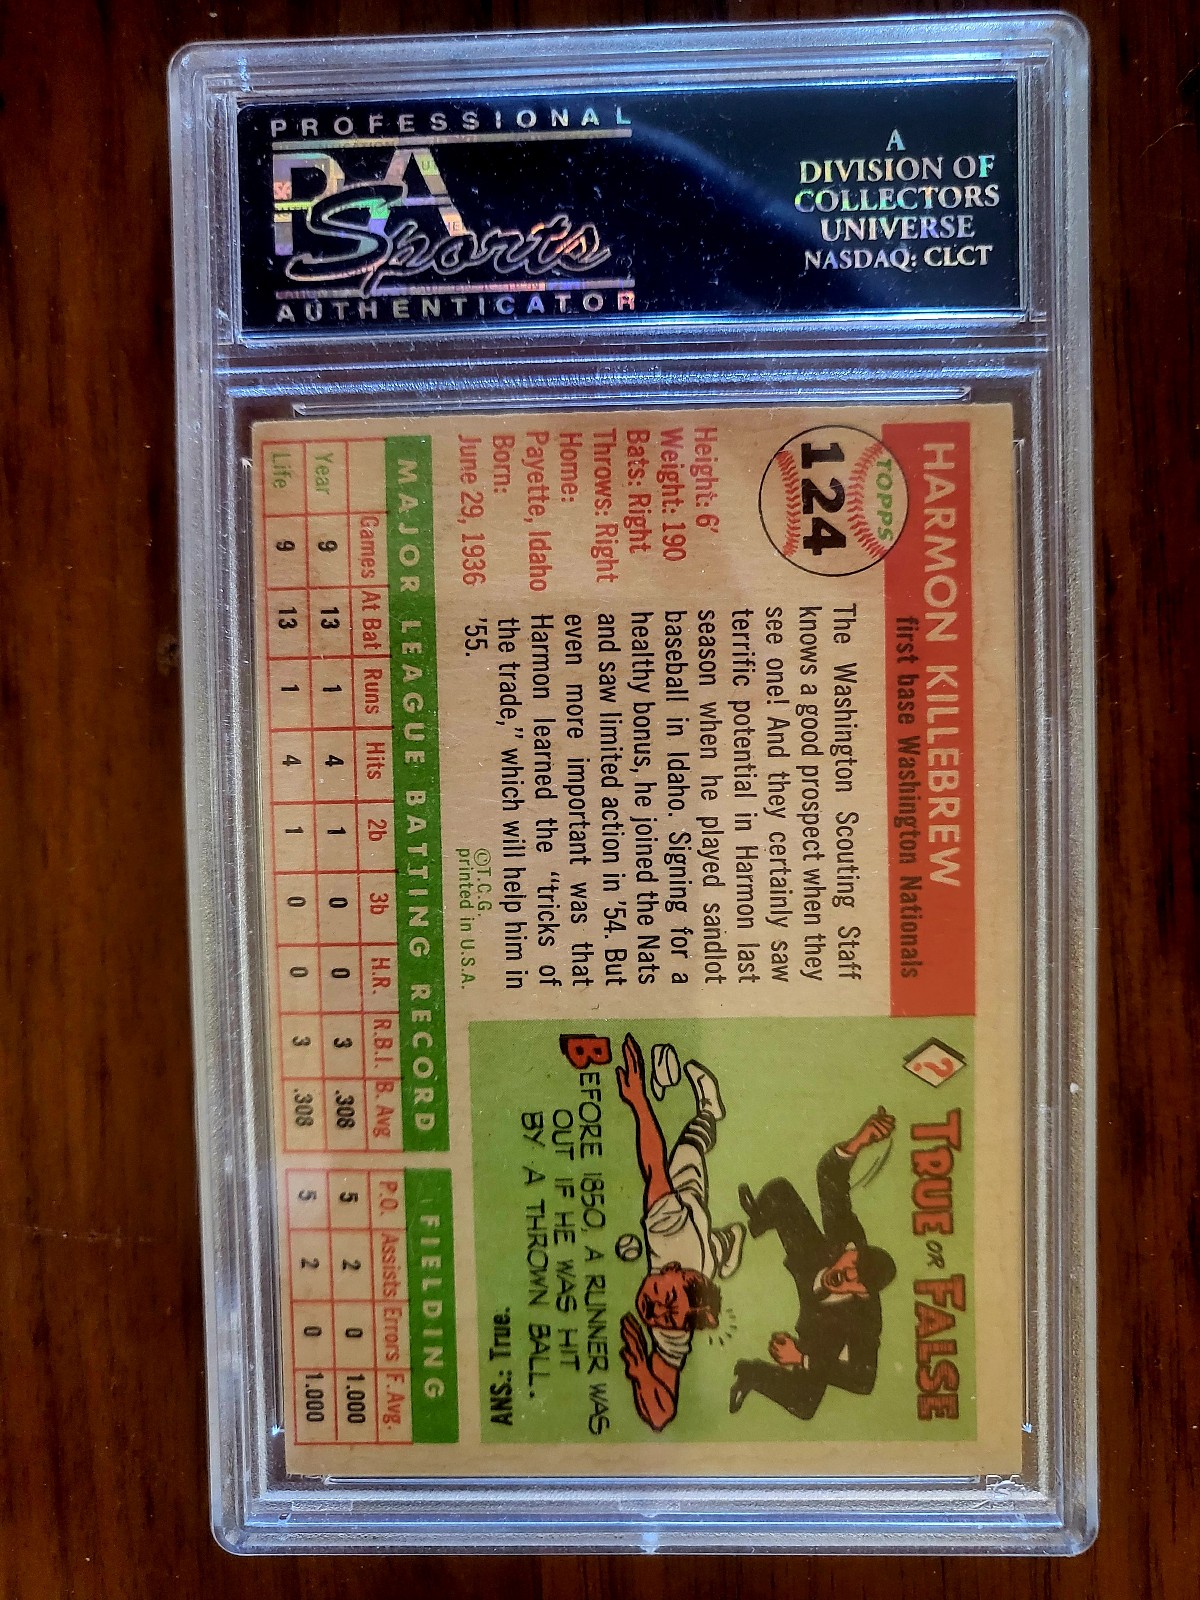 PROFESSIONAL
PSA
Sports
AUTHENTICATOR
A
DIVISION OF
COLLECTORS
UNIVERSE
NASDAQ: CLCT
HARMON KILLEBREW
first base Washington Nationals
TOPPS
124
Height: 6'
Weight: 190
Bats: Right
Throws: Right
Home:
Payette, Idaho
Born:
June 29, 1936
The Washington Scouting Staff
knows a good prospect when they
see one! And they certainly saw
terrific potential in Harmon last
season when he played sandlot
baseball in Idaho. Signing for a
healthy bonus, he joined the Nats
and saw limited action in '54. But
even more important was that
Harmon learned the "tricks of
the trade," which will help him in
'55.
©T.C.G.
printed in U.S.A.
?
TRUE OR FALSE
BEFORE 1850, A RUNNER WAS
OUT IF HE WAS HIT
BY A THROWN BALL.
ANS.: True.
MAJOR LEAGUE BATTING RECORD FIELDING
Games At Bat Runs Hits 2b 3b H.R. R.B.I. B. Avg P.O. Assists Errors F. Avg.
Year 9 13 1 4 1 0 0 3 .308 5 2 0 1.000
Life 9 13 1 4 1 0 0 3 .308 5 2 0 1.000